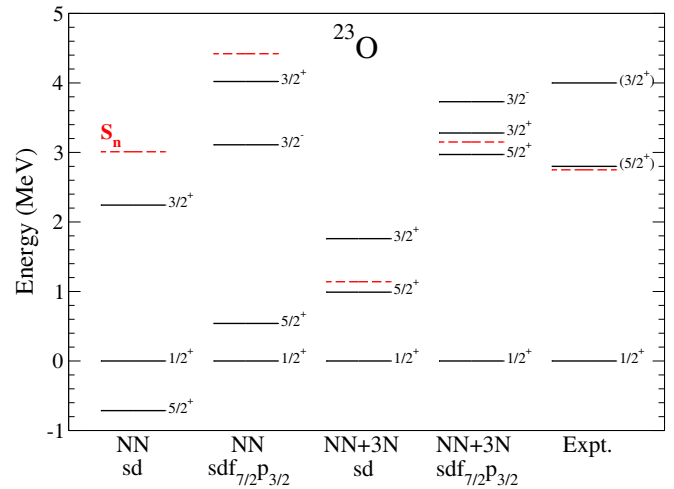 ²³O
5
4
3
2
1
0
-1
Energy (MeV)
Sₙ
3/2⁺
1/2⁺
5/2⁺
3/2⁺
3/2⁻
5/2⁺
1/2⁺
3/2⁺
5/2⁺
1/2⁺
3/2⁻
3/2⁺
5/2⁺
1/2⁺
(3/2⁺)
(5/2⁺)
1/2⁺
NN
sd
NN
sdf₇/₂p₃/₂
NN+3N
sd
NN+3N
sdf₇/₂p₃/₂
Expt.